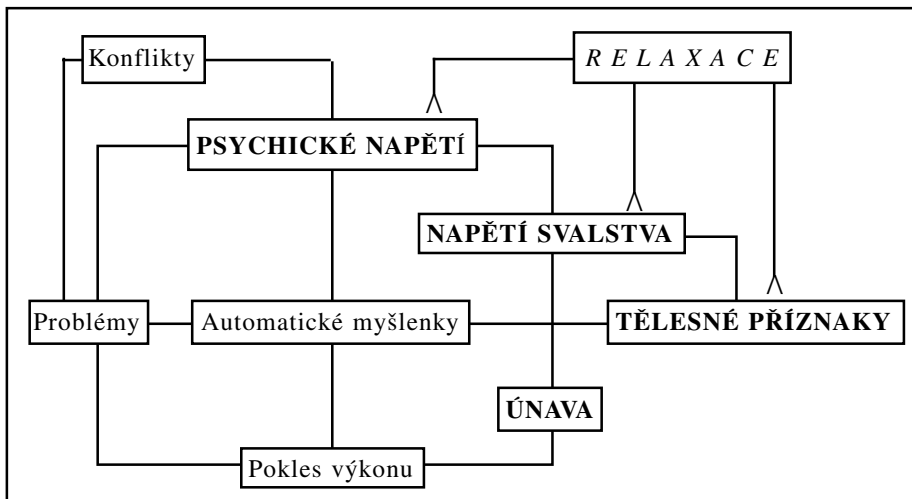 Konflikty
R E L A X A C E
PSYCHICKÉ NAPĚTÍ
NAPĚTÍ SVALSTVA
Problémy
Automatické myšlenky
TĚLESNÉ PŘÍZNAKY
ÚNAVA
Pokles výkonu